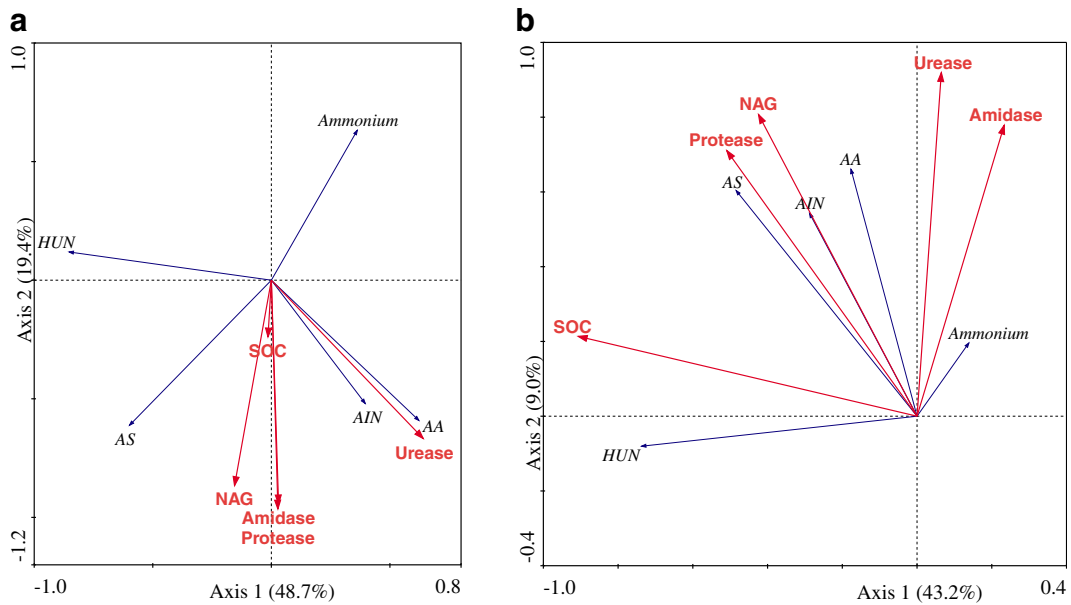 a
1.0
Axis 2 (19.4%)
-1.2
-1.0
Axis 1 (48.7%)
0.8
Ammonium
HUN
SOC
AS
AIN
AA
Urease
NAG
Amidase
Protease
b
1.0
Axis 2 (9.0%)
-0.4
-1.0
Axis 1 (43.2%)
0.4
Urease
NAG
Amidase
Protease
AA
AS
AIN
SOC
Ammonium
HUN